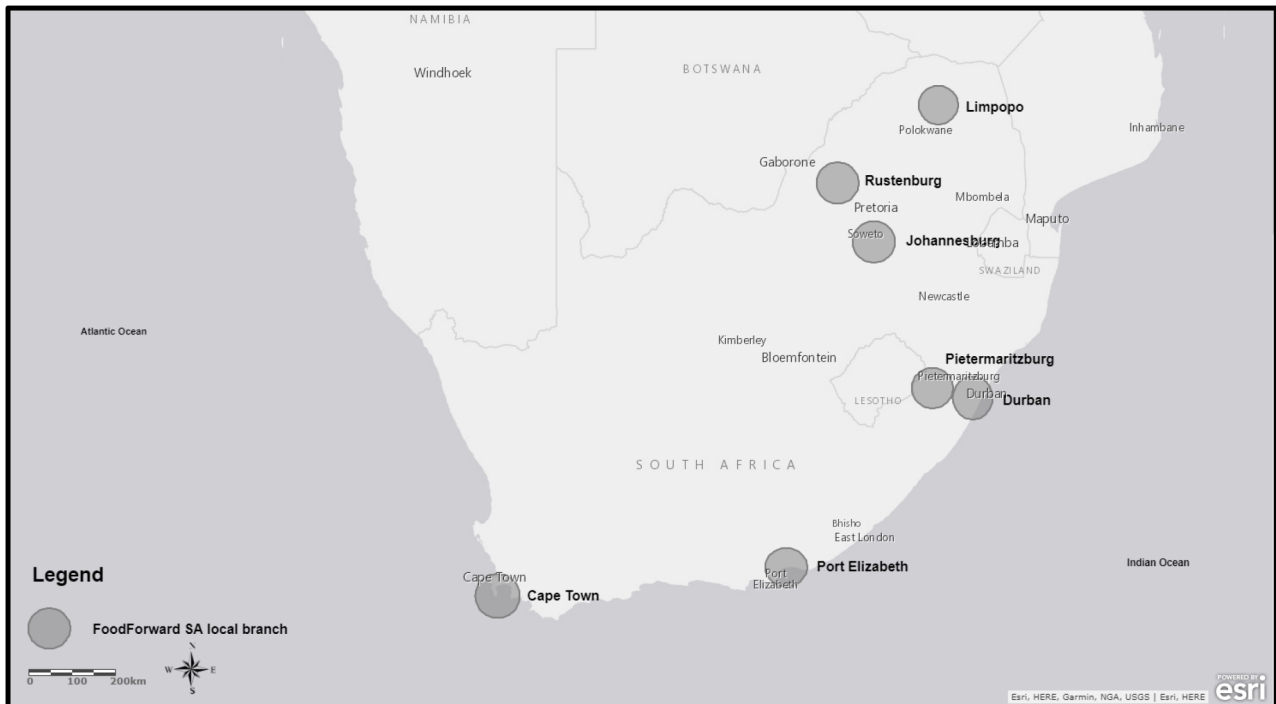 NAMIBIA
Windhoek
BOTSWANA
Limpopo
Polokwane
Inhambane
Gaborone
Rustenburg
Mbombela
Pretoria
Maputo
Soweto
Johannesburg
Lobamba
SWAZILAND
Newcastle
Atlantic Ocean
Kimberley
Bloemfontein
Pietermaritzburg
Pietermaritzburg
Durban
Durban
LESOTHO
SOUTH AFRICA
Bhisho
East London
Port Elizabeth
Port
Elizabeth
Indian Ocean
Cape Town
Cape Town
Legend
FoodForward SA local branch
N
W E
S
0 100 200km
Esri, HERE, Garmin, NGA, USGS | Esri, HERE
POWERED BY
esri